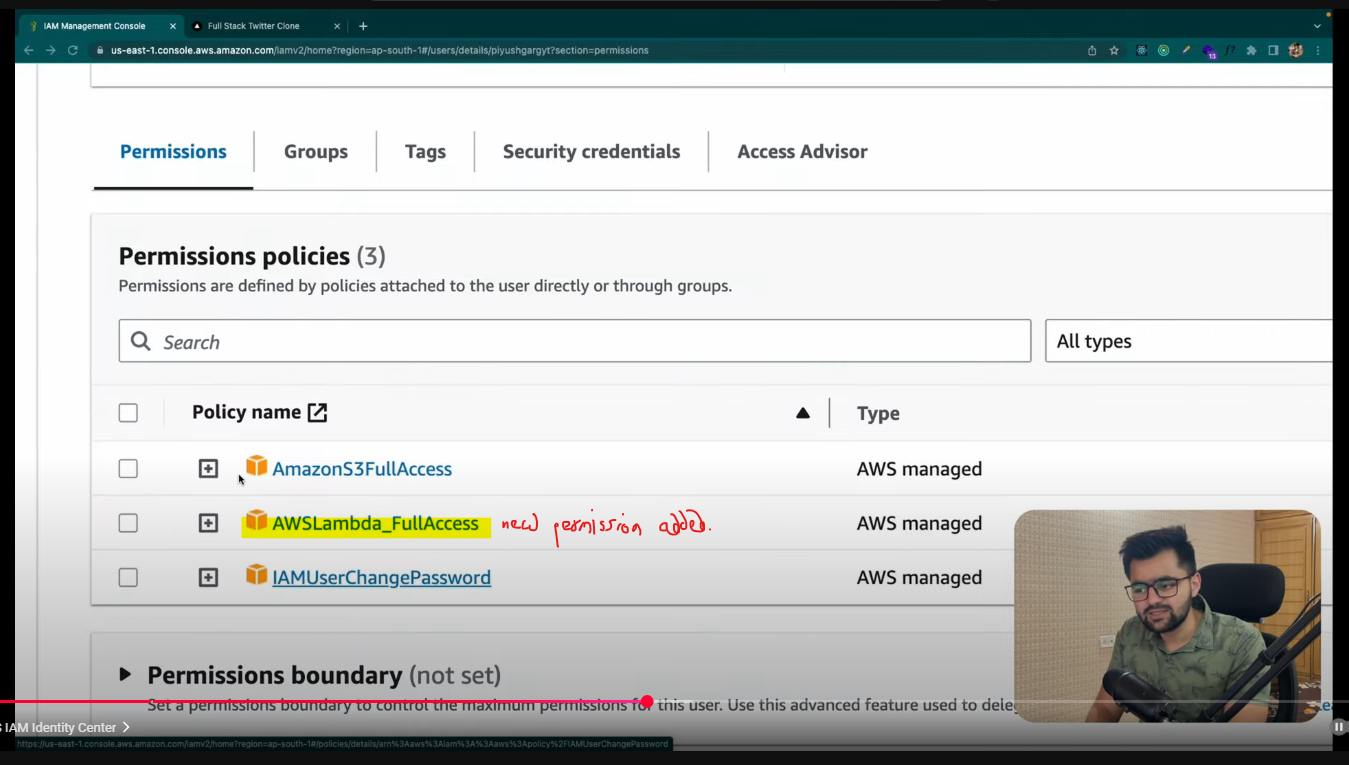 IAM Management Console
Full Stack Twitter Clone
us-east-1.console.aws.amazon.com/iamv2/home?region=ap-south-1#/users/details/piyushgargyt?section=permissions
13
Permissions Groups Tags Security credentials Access Advisor
Permissions policies (3)
Permissions are defined by policies attached to the user directly or through groups.
Search All types
Policy name Type
AmazonS3FullAccess AWS managed
AWSLambda_FullAccess new permission added. AWS managed
IAMUserChangePassword AWS managed
Permissions boundary (not set)
Set a permissions boundary to control the maximum permissions for this user. Use this advanced feature used to deleg
S IAM Identity Center >
https://us-east-1.console.aws.amazon.com/iamv2/home?region=ap-south-1#/policies/details/arn%3Aaws%3Aiam%3A%3Aaws%3Apolicy%2FIAMUserChangePassword